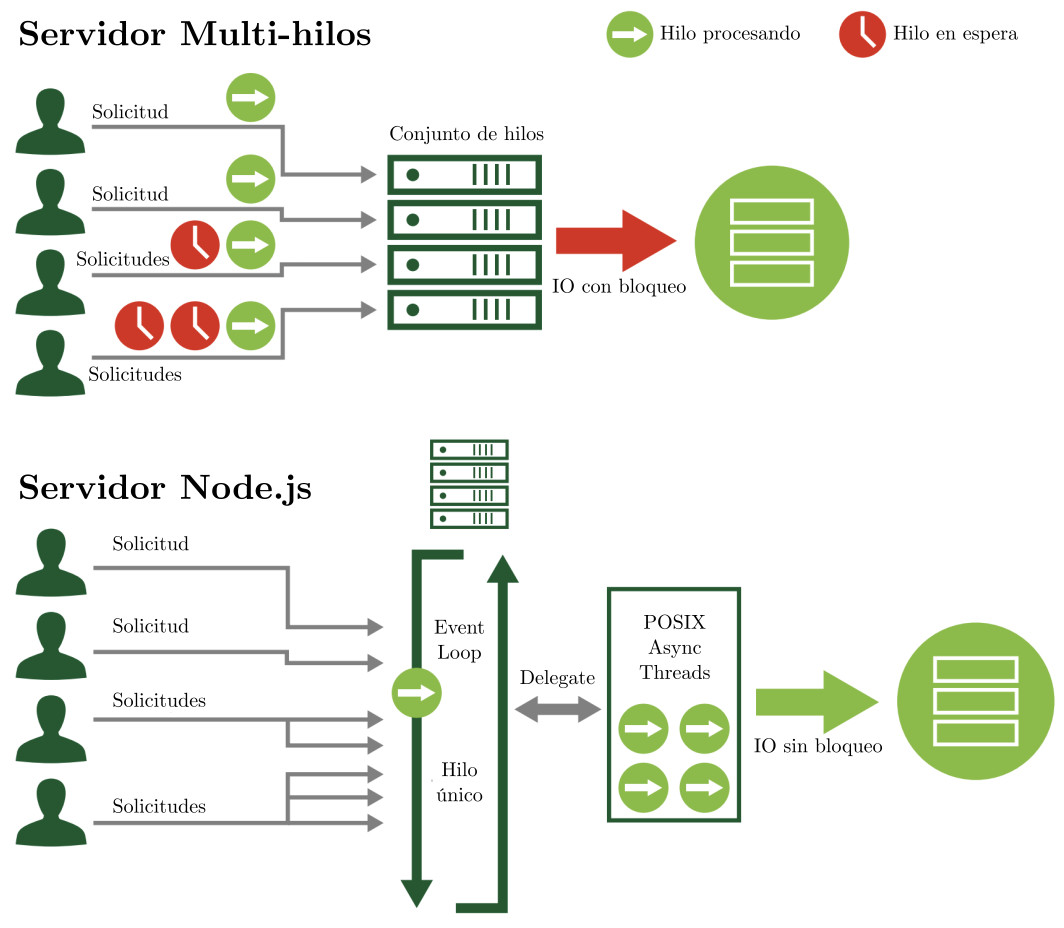 Servidor Multi-hilos
Hilo procesando
Hilo en espera
Solicitud
Conjunto de hilos
Solicitud
Solicitudes
IO con bloqueo
Solicitudes
Servidor Node.js
Solicitud
Solicitud
Solicitudes
Solicitudes
Event
Loop
Hilo
único
Delegate
POSIX
Async
Threads
IO sin bloqueo